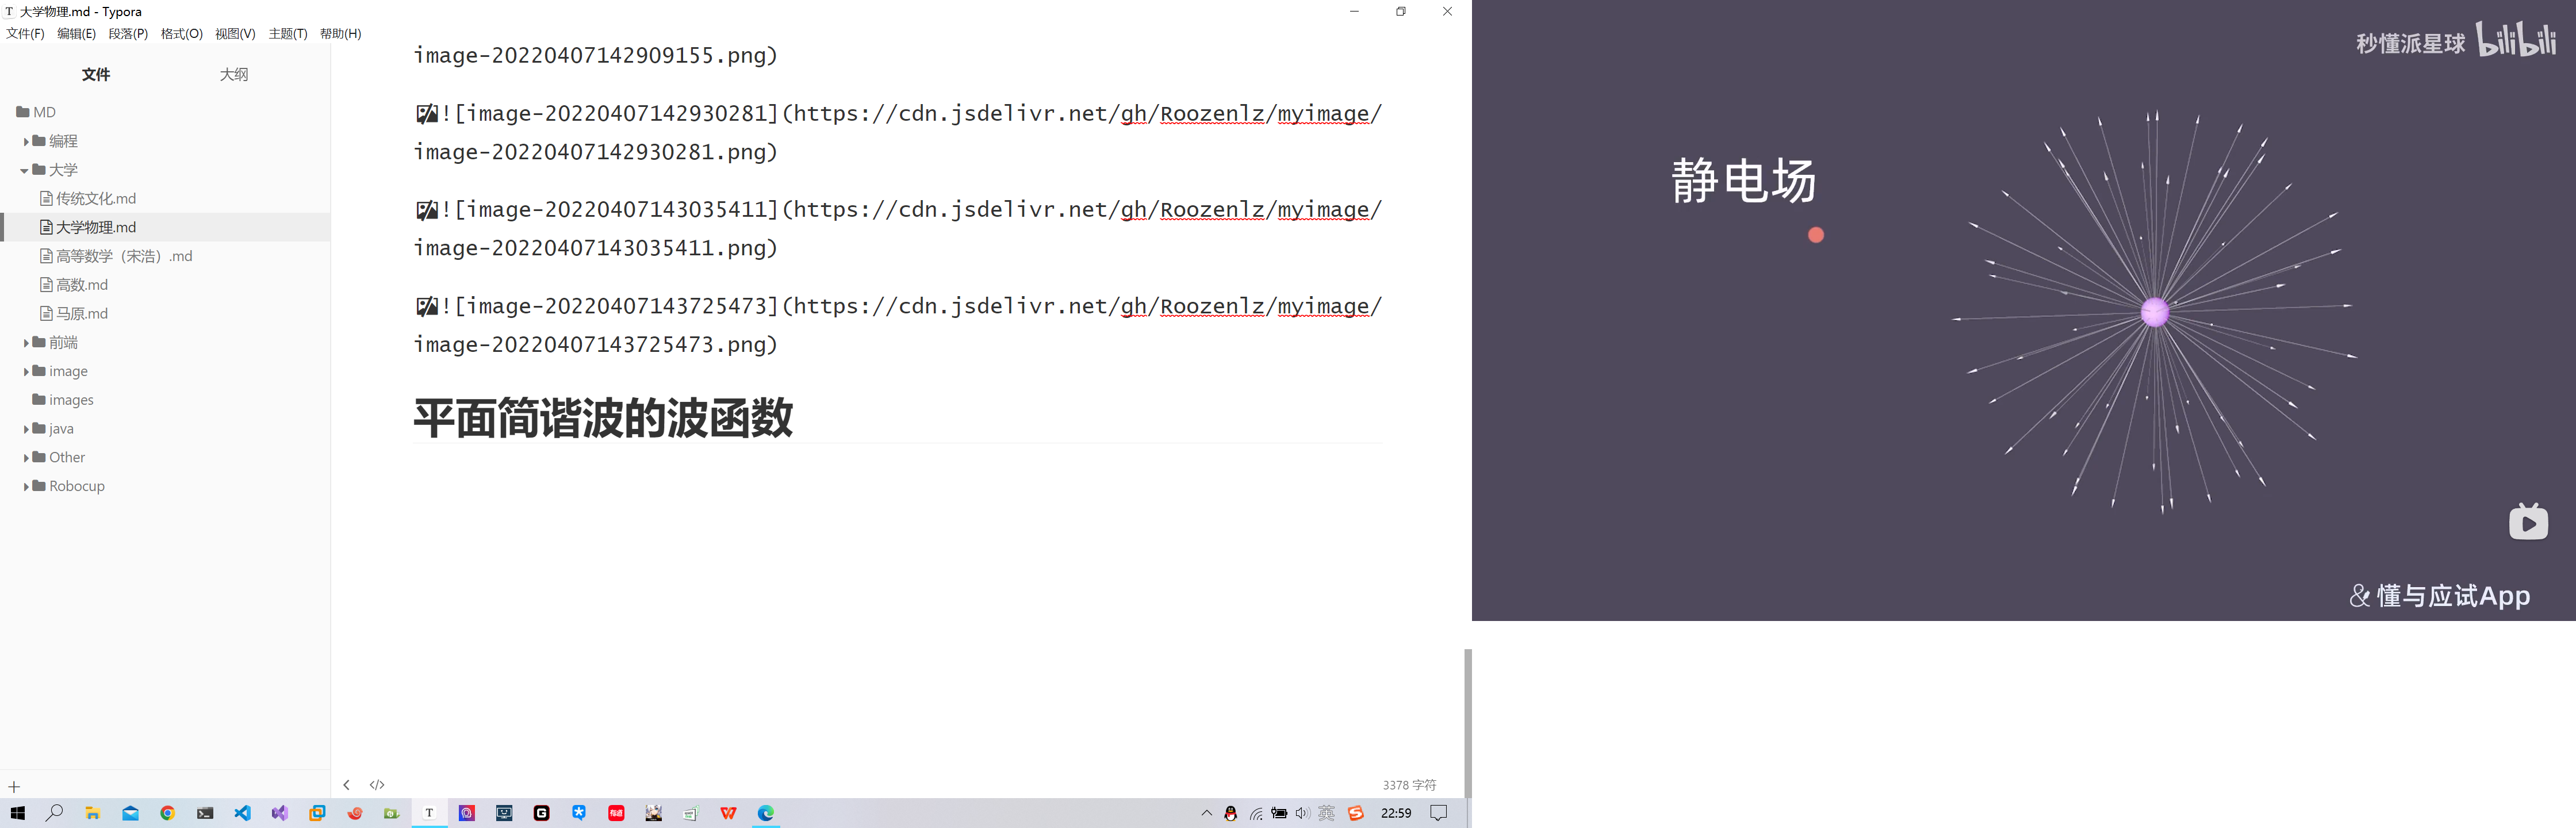 大学物理.md - Typora
文件(F) 编辑(E) 段落(P) 格式(O) 视图(V) 主题(T) 帮助(H)
文件 大纲
MD
编程
大学
传统文化.md
大学物理.md
高等数学（宋浩）.md
高数.md
马原.md
前端
image
images
java
Other
Robocup
image-20220407142909155.png)
![image-20220407142930281](https://cdn.jsdelivr.net/gh/Roozenlz/myimage/
image-20220407142930281.png)
![image-20220407143035411](https://cdn.jsdelivr.net/gh/Roozenlz/myimage/
image-20220407143035411.png)
![image-20220407143725473](https://cdn.jsdelivr.net/gh/Roozenlz/myimage/
image-20220407143725473.png)
平面简谐波的波函数
3378 字符
英
22:59
秒懂派星球 bilibili
静电场
懂与应试App